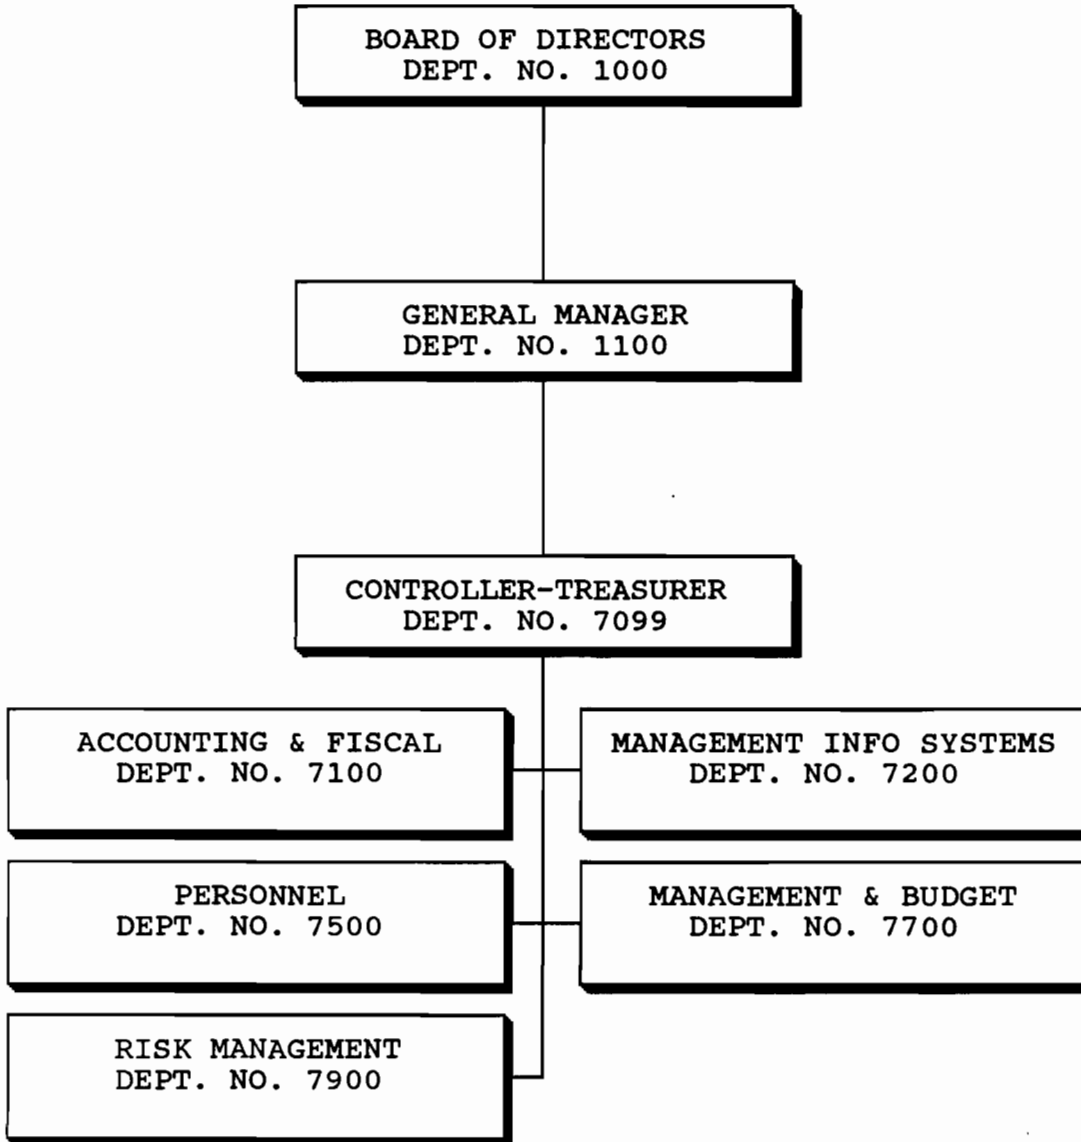 BOARD OF DIRECTORS
DEPT. NO. 1000
GENERAL MANAGER
DEPT. NO. 1100
CONTROLLER-TREASURER
DEPT. NO. 7099
ACCOUNTING & FISCAL
DEPT. NO. 7100
MANAGEMENT INFO SYSTEMS
DEPT. NO. 7200
PERSONNEL
DEPT. NO. 7500
MANAGEMENT & BUDGET
DEPT. NO. 7700
RISK MANAGEMENT
DEPT. NO. 7900